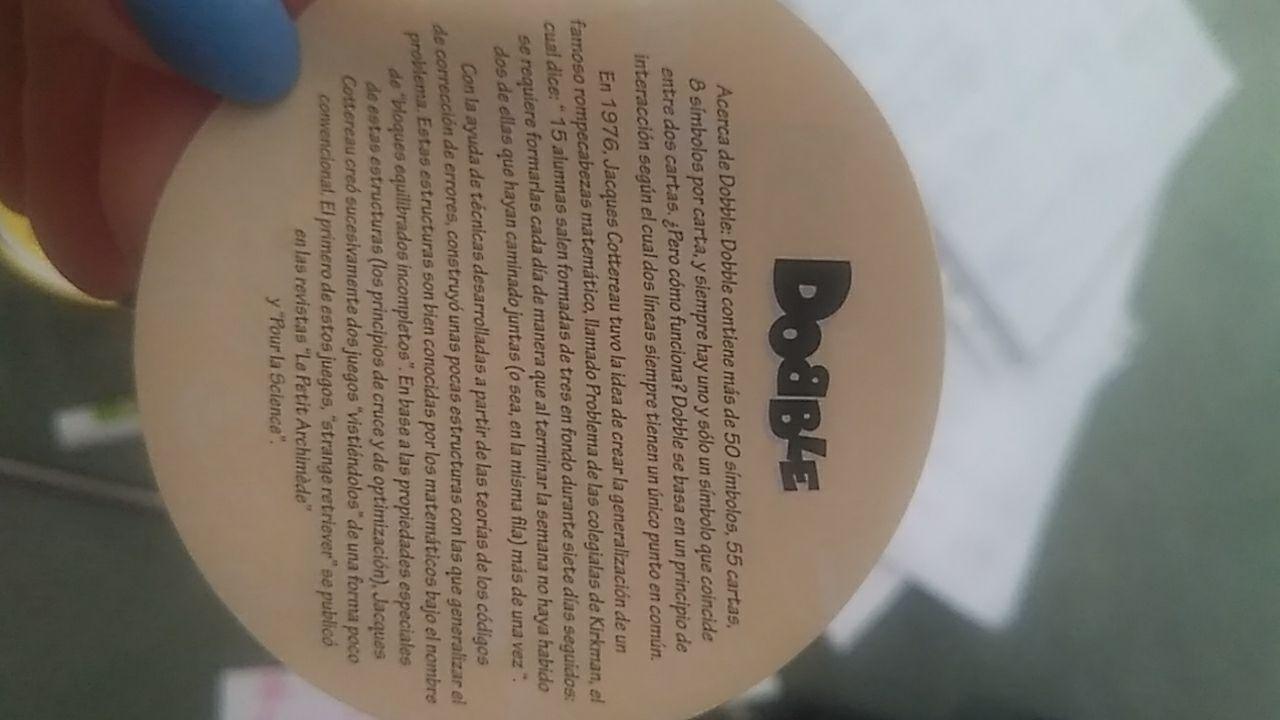 DOBBLE
Acerca de Dobble: Dobble contiene más de 50 símbolos, 55 cartas,
8 símbolos por carta, y siempre hay uno y sólo un símbolo que coincide
entre dos cartas. ¿Pero cómo funciona? Dobble se basa en un principio de
interacción según el cual dos líneas siempre tienen un único punto en común.
En 1976, Jacques Cottereau tuvo la idea de crear la generalización de un
famoso rompecabezas matemático, llamado Problema de las colegialas de Kirkman, el
cual dice: "15 alumnas salen formadas de tres en fondo durante siete días seguidos:
se requiere formarlas cada día de manera que al terminar la semana no haya habido
dos de ellas que hayan caminado juntas (o sea, en la misma fila) más de una vez".
Con la ayuda de técnicas desarrolladas a partir de las teorías de los códigos
de corrección de errores, construyó unas pocas estructuras con las que generalizar el
problema. Estas estructuras son bien conocidas por los matemáticos bajo el nombre
de "bloques equilibrados incompletos". En base a las propiedades especiales
de estas estructuras (los principios de cruce y de optimización), Jacques
Cottereau creó sucesivamente dos juegos "vistiéndolos" de una forma poco
convencional. El primero de estos juegos, "strange retriever" se publicó
en las revistas "Le Petit Archimède"
y "Pour la Science".